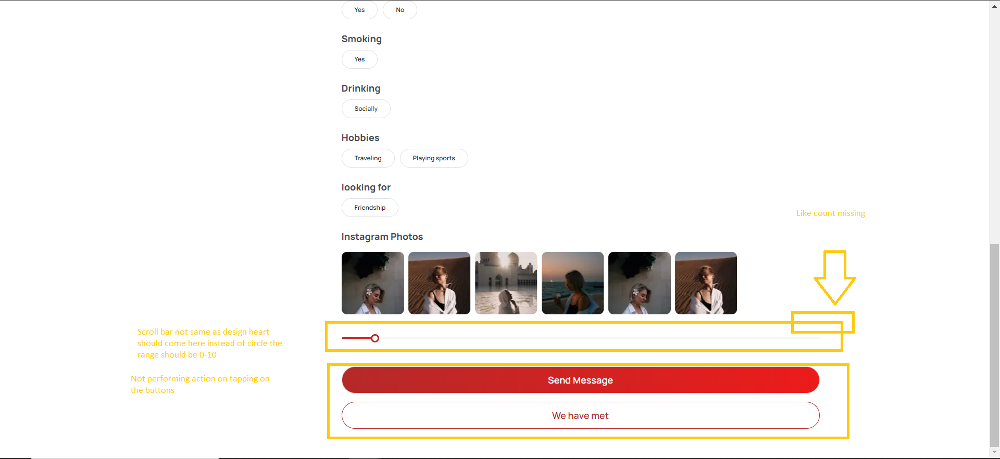 Yes No
Smoking
Yes
Drinking
Socially
Hobbies
Traveling Playing sports
looking for
Friendship
Like count missing
Instagram Photos
Scroll bar not same as design heart
should come here instead of circle the
range should be 0-10
Not performing action on tapping on
the buttons
Send Message
We have met